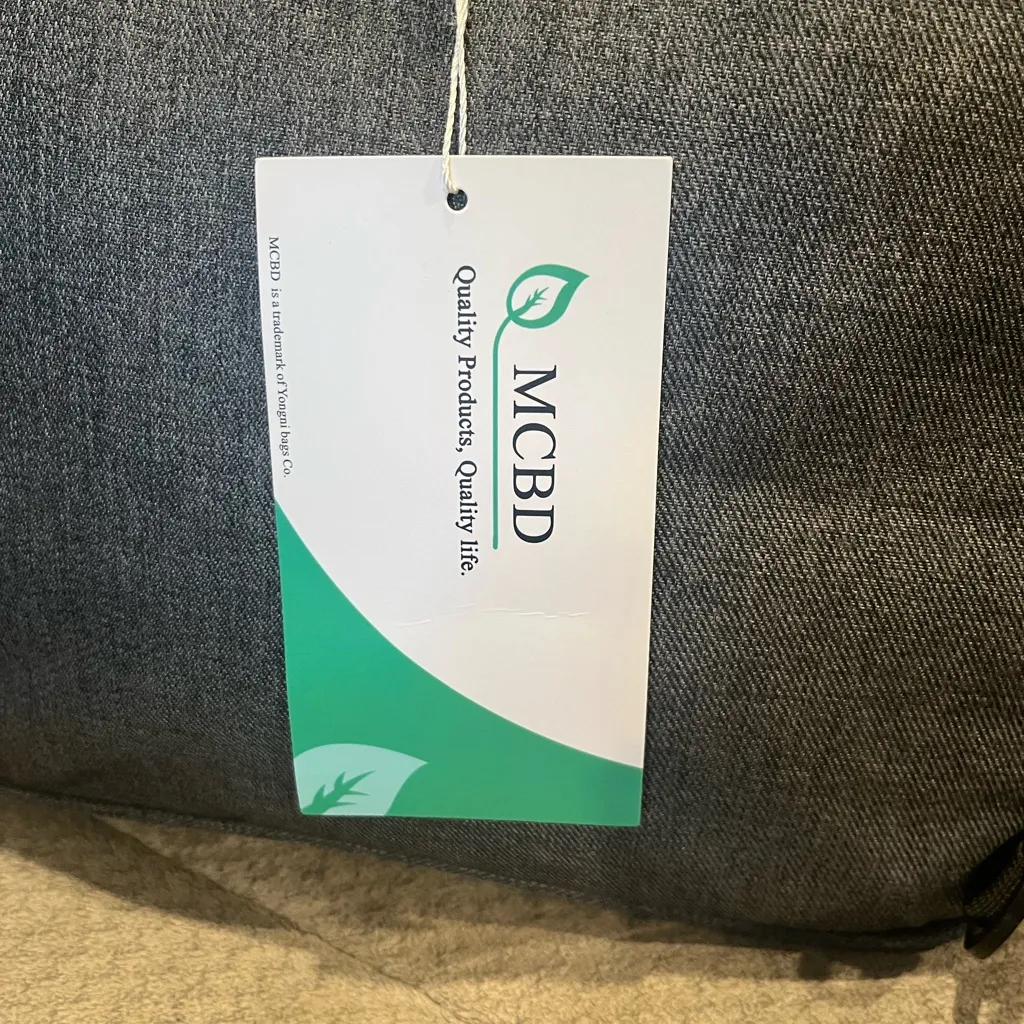 MCBD
Quality Products, Quality life.
MCBD is a trademark of Yongni bags Co.